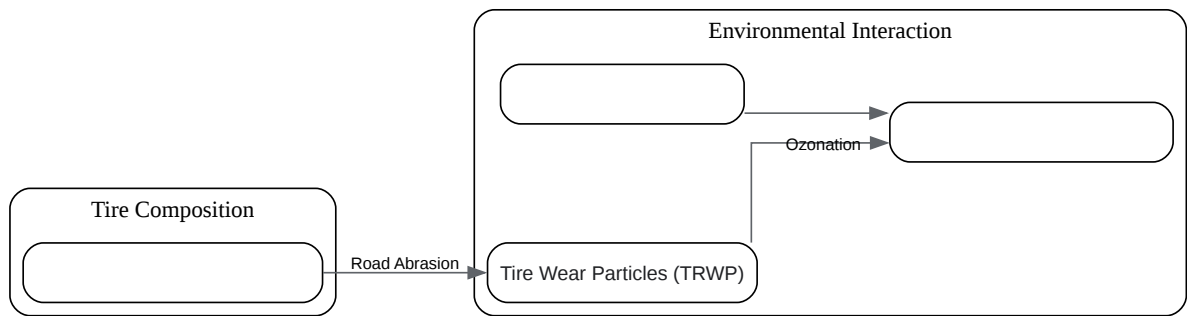 Environmental Interaction
Ozonation
Tire Composition
Road Abrasion
Tire Wear Particles (TRWP)